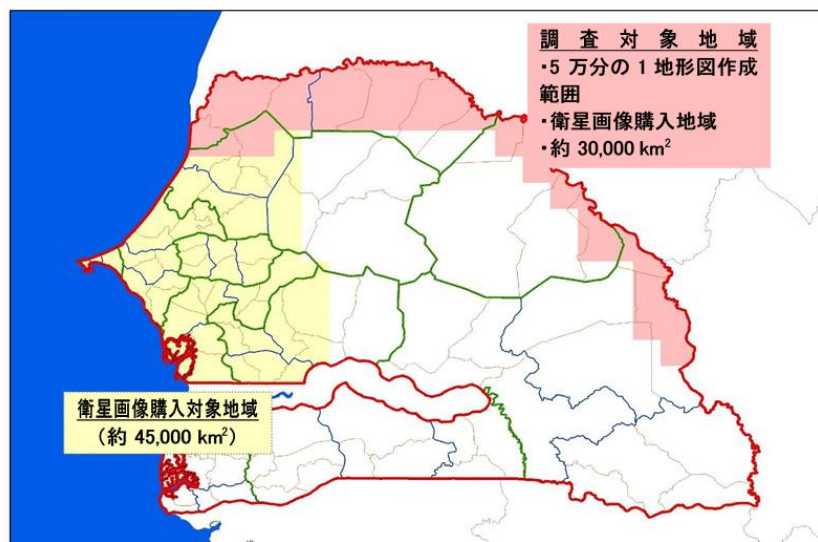 調査対象地域
・5 万分の 1 地形図作成
範囲
・衛星画像購入地域
・約 30,000 km²
衛星画像購入対象地域
（約 45,000 km²）